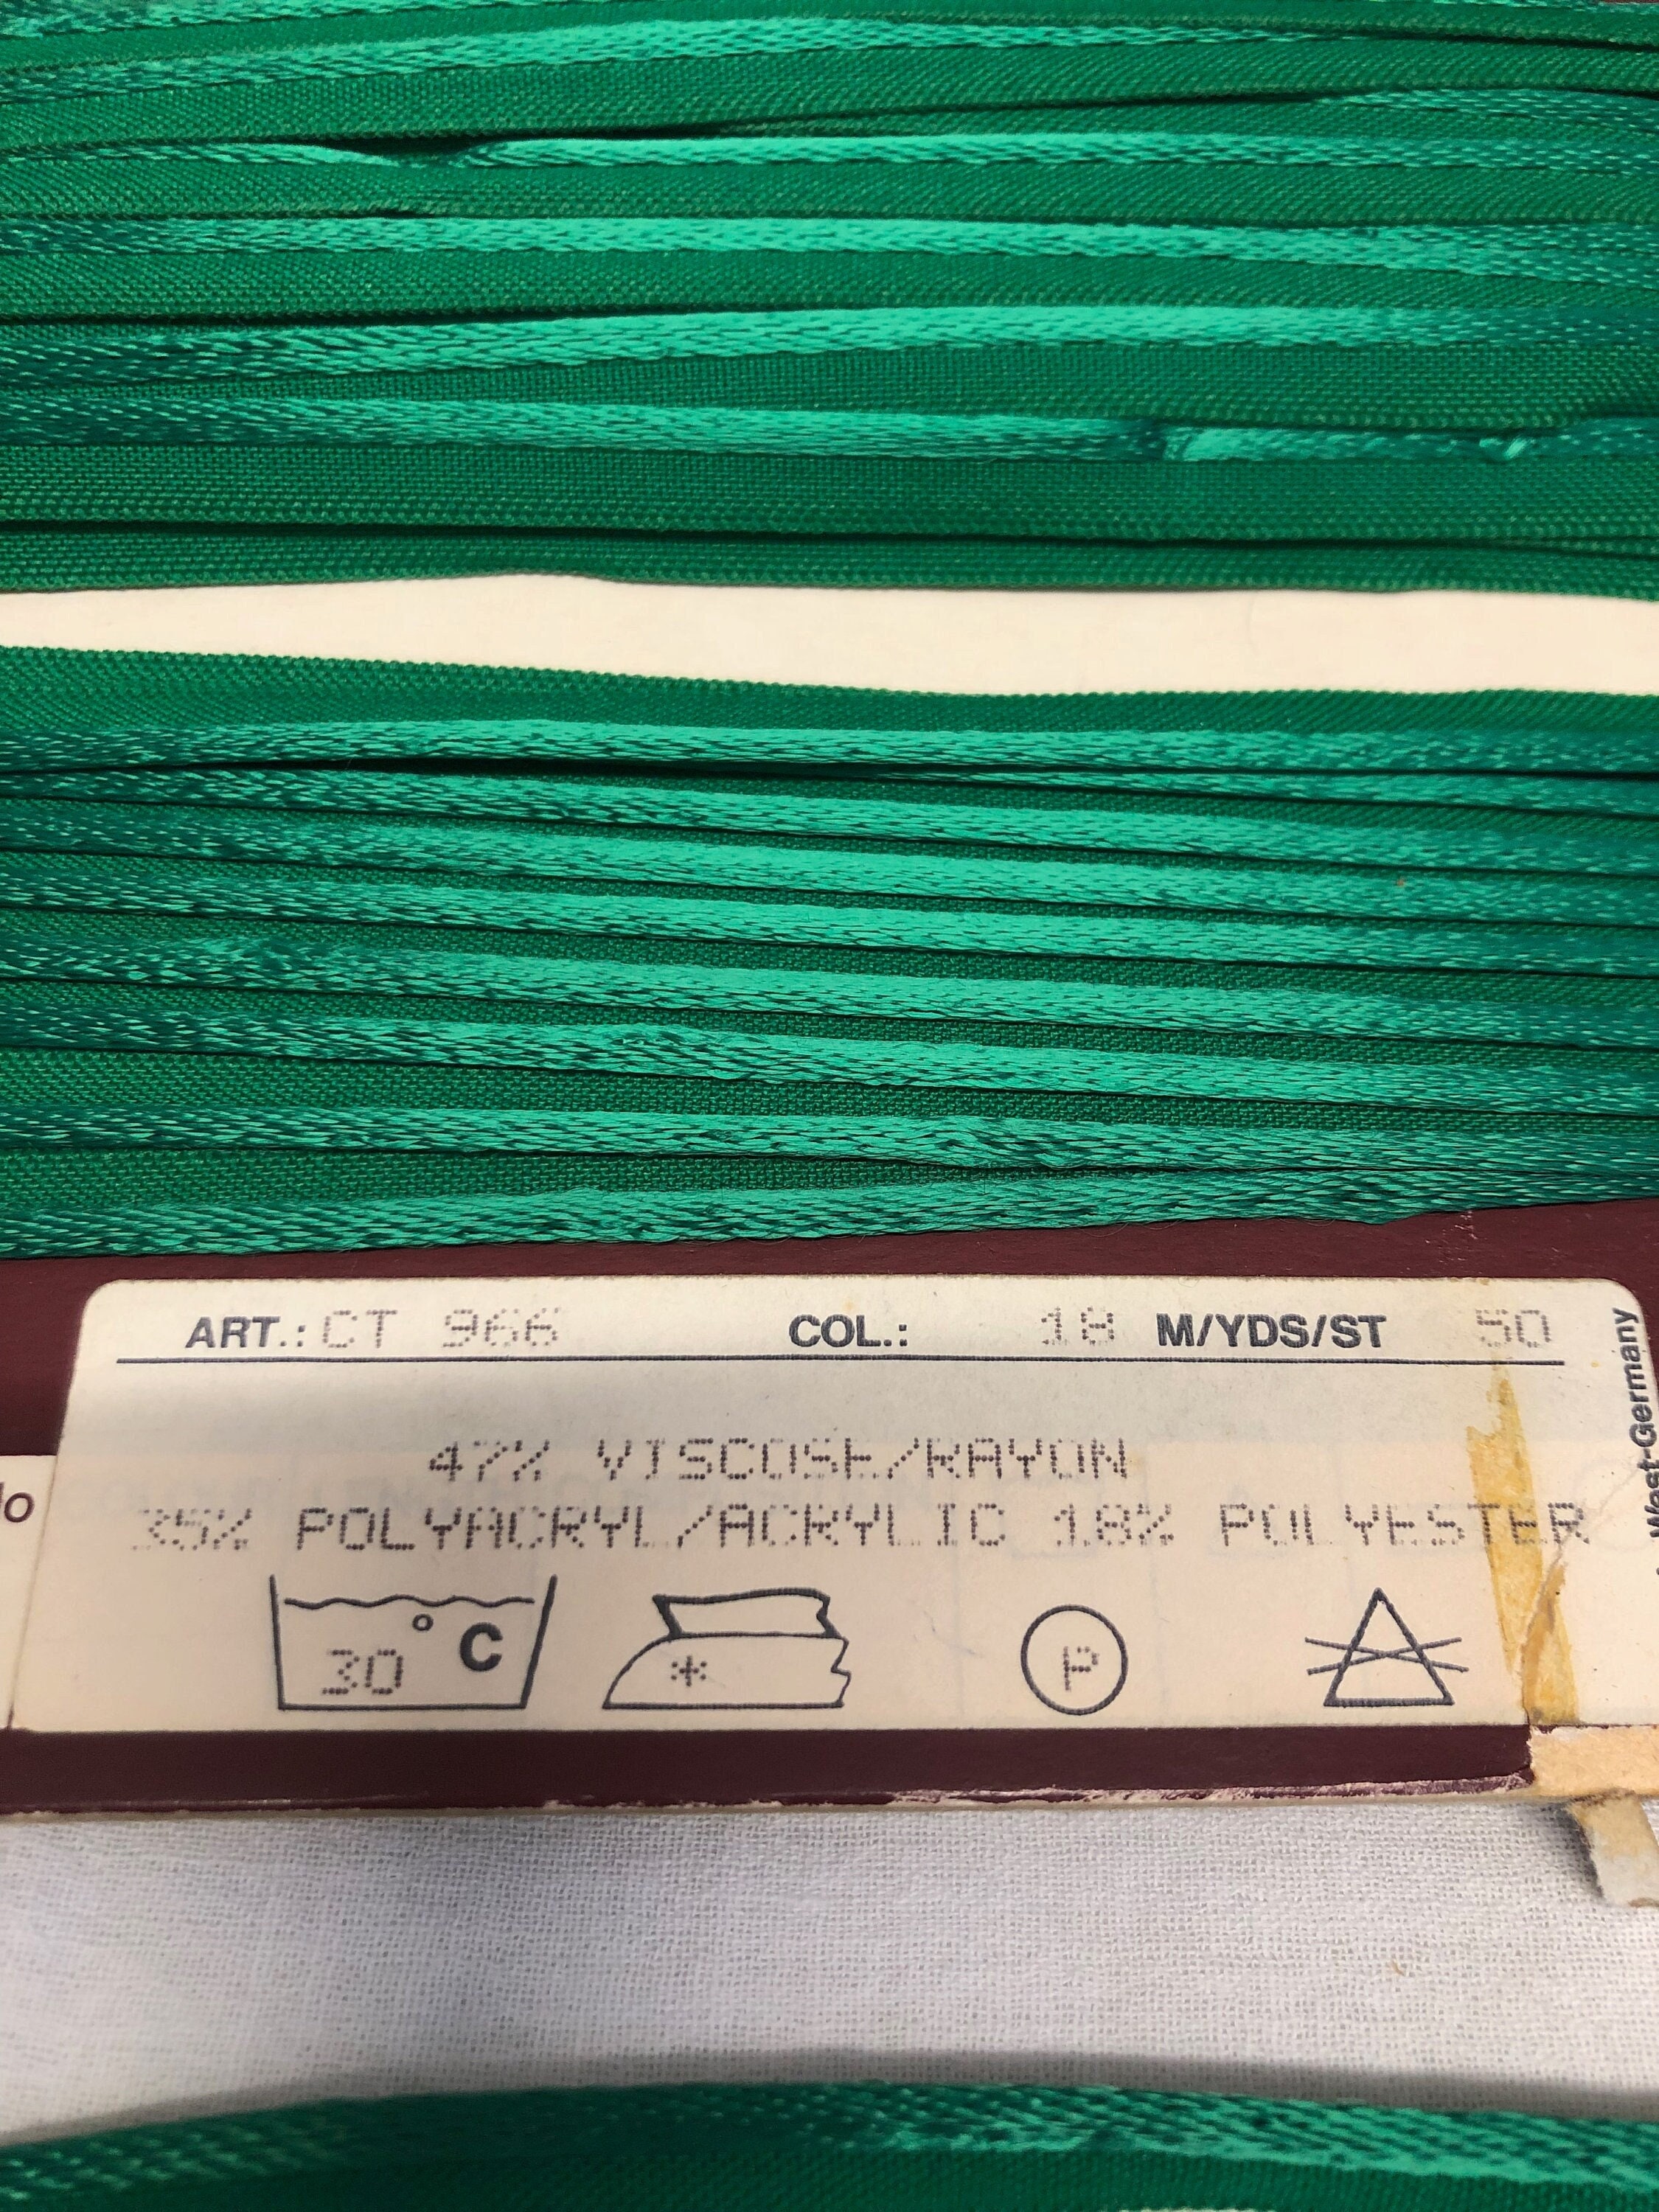 ART.: CT 966 COL.: 18 M/YDS/ST 50
47% VISCOSE/RAYON
35% POLYACRYL/ACRYLIC 18% POLYESTER
30 °C * P
West-Germany